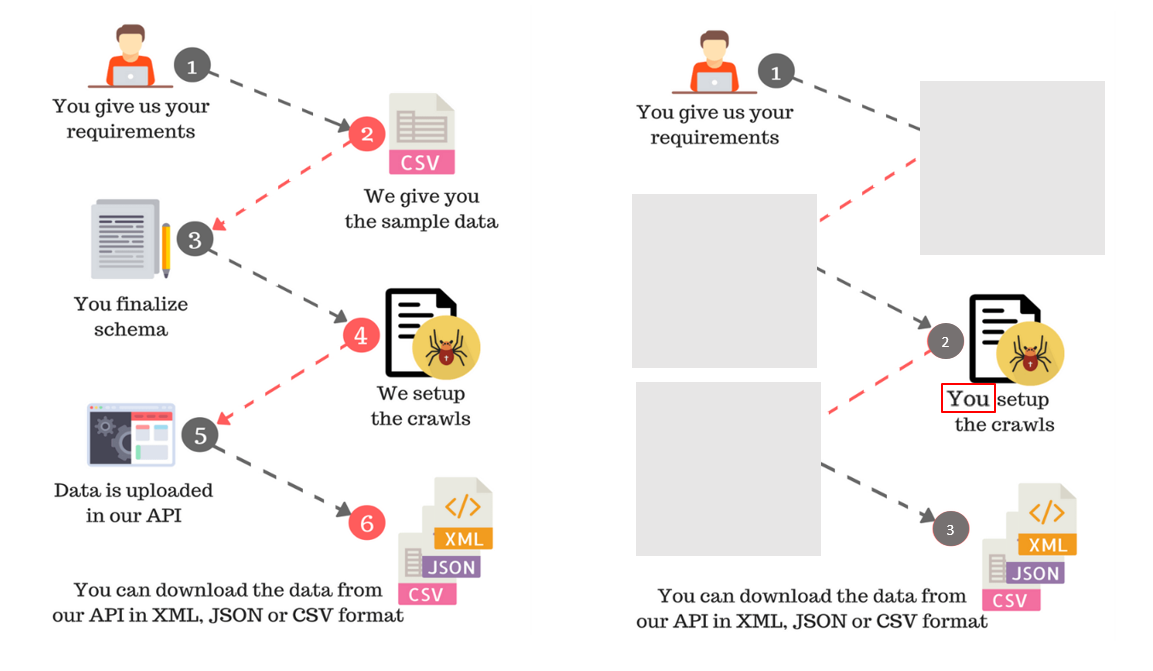 1
You give us your
requirements
2
CSV
We give you
the sample data
3
You finalize
schema
4
We setup
the crawls
5
Data is uploaded
in our API
6
</>
XML
JSON
CSV
You can download the data from
our API in XML, JSON or CSV format
1
You give us your
requirements
2
You setup
the crawls
3
</>
XML
JSON
CSV
You can download the data from
our API in XML, JSON or CSV format